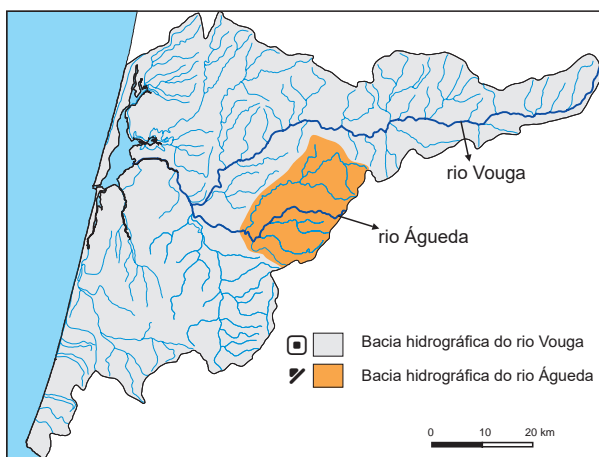 rio Vouga
rio Águeda
Bacia hidrográfica do rio Vouga
Bacia hidrográfica do rio Águeda
0 10 20 km